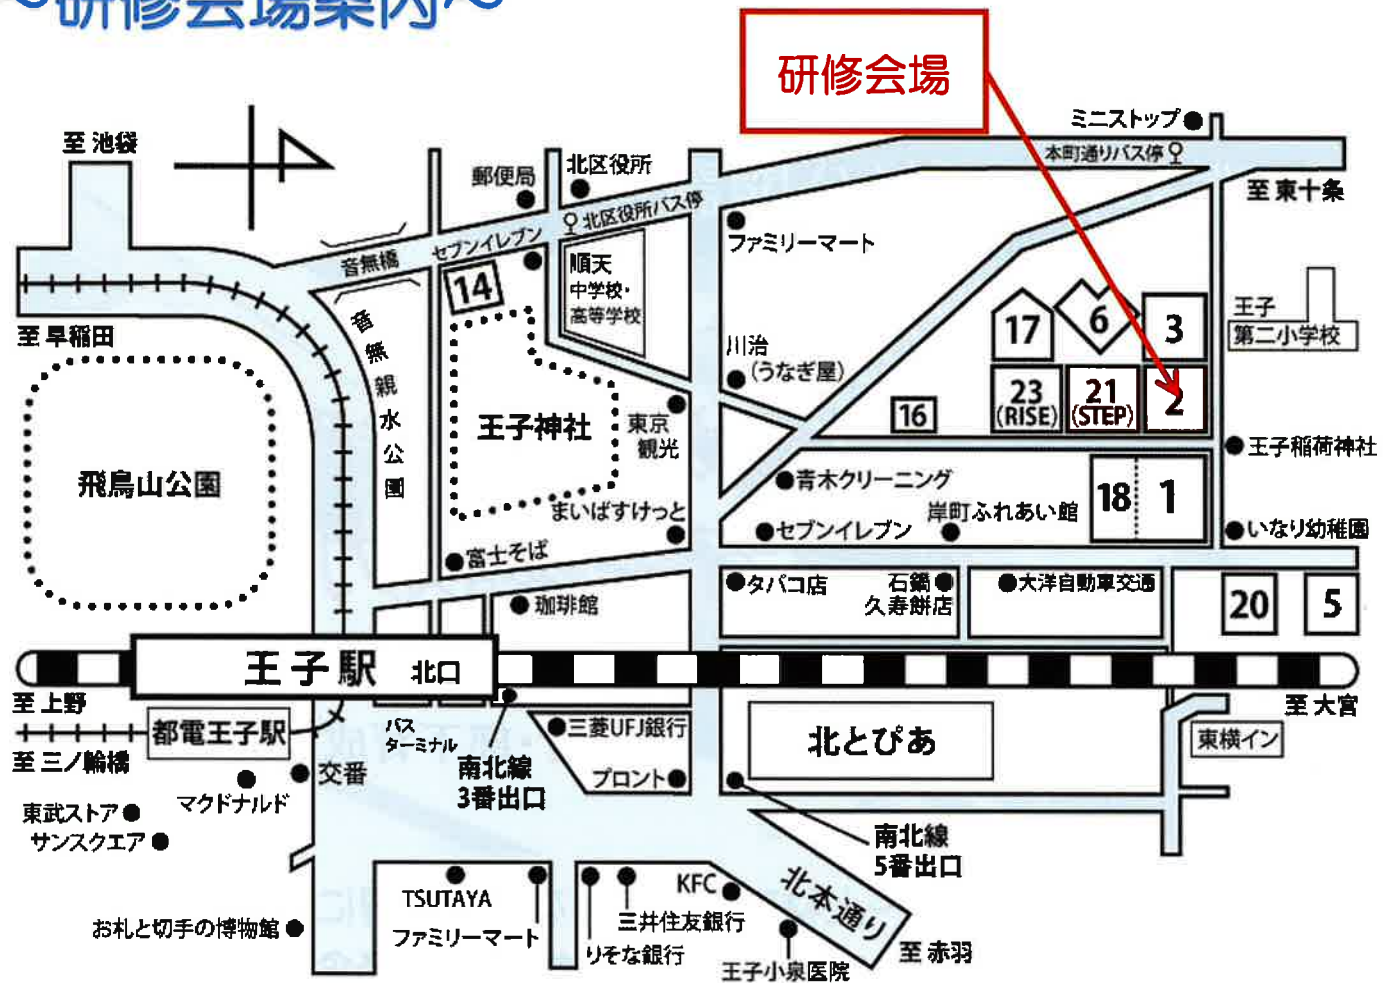 ～研修会場案内～
研修会場
ミニストップ
至 池袋
本町通りバス停
北区役所
郵便局
至 東十条
北区役所バス停
セブンイレブン
音無橋
ファミリーマート
順天
中学校・
高等学校
14
6
17
3
王子
第二小学校
至 早稲田
音無親水公園
川治
(うなぎ屋)
23
(RISE)
21
(STEP)
2
16
王子神社
東京
観光
王子稲荷神社
飛鳥山公園
青木クリーニング
18
1
まいばすけっと
岸町ふれあい館
セブンイレブン
いなり幼稚園
富士そば
タバコ店
石鍋
久寿餅店
大洋自動車交通
珈琲館
20
5
王子駅 北口
至 上野
至 大宮
都電王子駅
バス
ターミナル
三菱UFJ銀行
北とぴあ
東横イン
至 三ノ輪橋
南北線
3番出口
交番
プロント
マクドナルド
東武ストア
サンスクエア
南北線
5番出口
TSUTAYA
KFC
北本通り
三井住友銀行
お札と切手の博物館
ファミリーマート
りそな銀行
至 赤羽
王子小泉医院